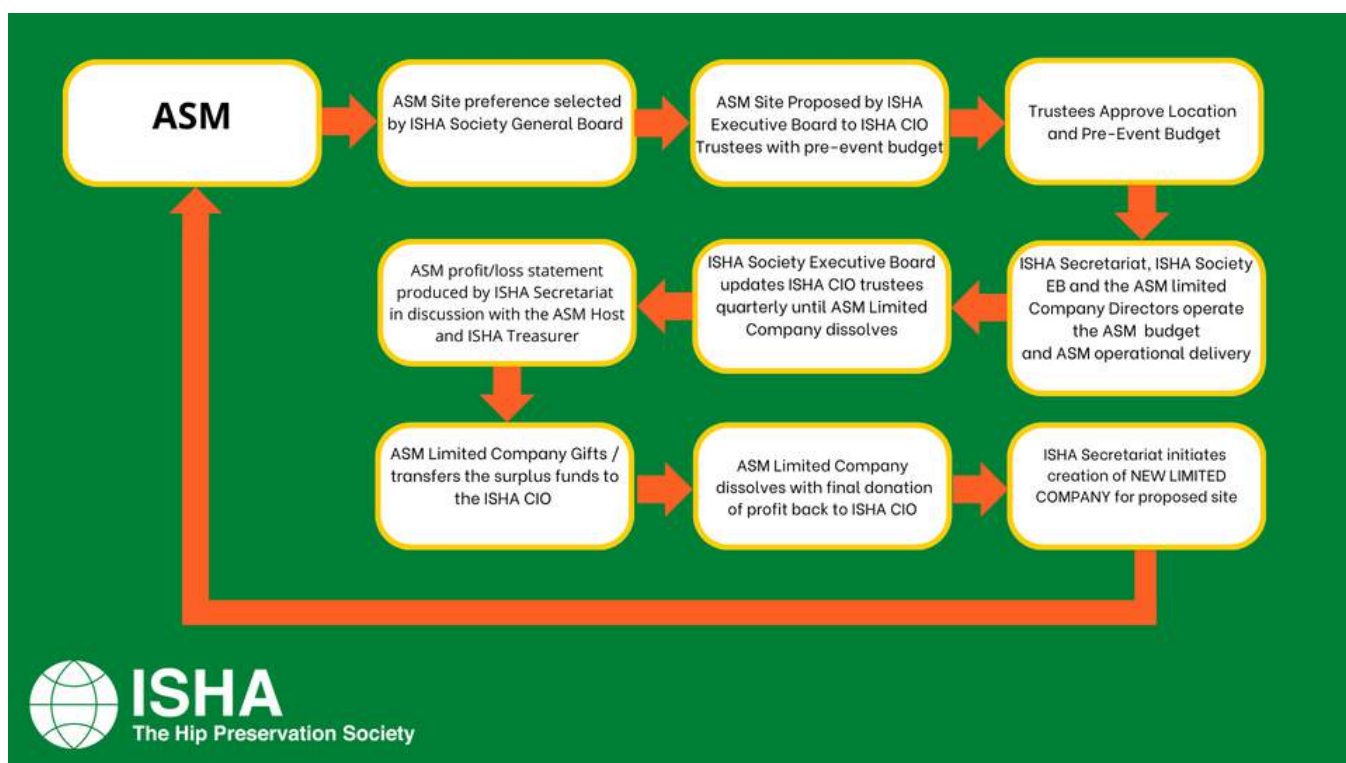 ASM
ASM Site preference selected
by ISHA Society General Board
ASM Site Proposed by ISHA
Executive Board to ISHA CIO
Trustees with pre-event budget
Trustees Approve Location
and Pre-Event Budget
ISHA Secretariat, ISHA Society
EB and the ASM limited
Company Directors operate
the ASM budget
and ASM operational delivery
ISHA Society Executive Board
updates ISHA CIO trustees
quarterly until ASM Limited
Company dissolves
ASM profit/loss statement
produced by ISHA Secretariat
in discussion with the ASM Host
and ISHA Treasurer
ASM Limited Company Gifts /
transfers the surplus funds to
the ISHA CIO
ASM Limited Company
dissolves with final donation
of profit back to ISHA CIO
ISHA Secretariat initiates
creation of NEW LIMITED
COMPANY for proposed site
ISHA
The Hip Preservation Society